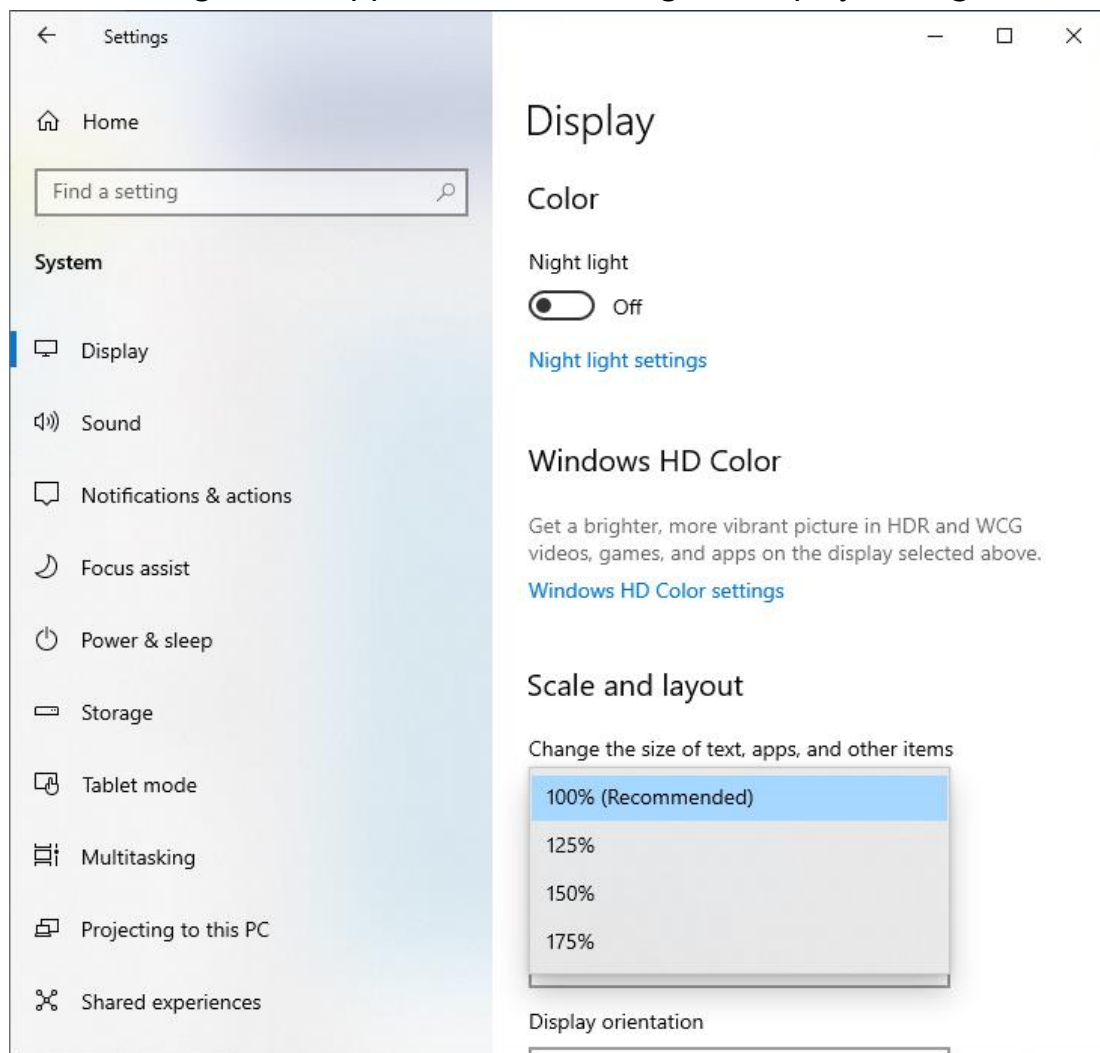 Settings
Home
Find a setting
System
Display
Sound
Notifications & actions
Focus assist
Power & sleep
Storage
Tablet mode
Multitasking
Projecting to this PC
Shared experiences
Display
Color
Night light
Off
Night light settings
Windows HD Color
Get a brighter, more vibrant picture in HDR and WCG
videos, games, and apps on the display selected above.
Windows HD Color settings
Scale and layout
Change the size of text, apps, and other items
100% (Recommended)
125%
150%
175%
Display orientation